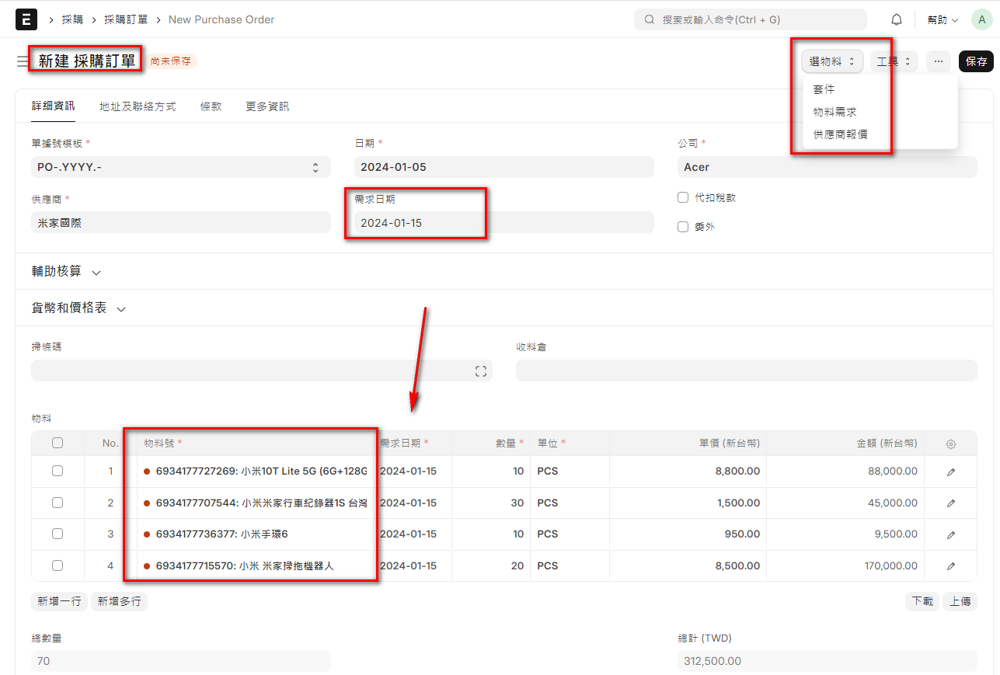 E > 採購 > 採購訂單 > New Purchase Order
搜索或輸入命令(Ctrl + G)
幫助
A
新建 採購訂單
尚未保存
選物料
工具
...
保存
套件
物料需求
供應商報價
詳細資訊 地址及聯絡方式 條款 更多資訊
單據號模板 *
日期 *
公司 *
PO-.YYYY.-
2024-01-05
Acer
供應商 *
需求日期
代扣稅款
米家國際
2024-01-15
委外
輔助核算
貨幣和價格表
掃條碼
收料倉
物料
No. 物料號 * 需求日期 * 數量 * 單位 * 單價 (新台幣) 金額 (新台幣)
1 6934177727269: 小米10T Lite 5G (6G+128G 2024-01-15 10 PCS 8,800.00 88,000.00
2 6934177707544: 小米米家行車紀錄器1S 台灣 2024-01-15 30 PCS 1,500.00 45,000.00
3 6934177736377: 小米手環6 2024-01-15 10 PCS 950.00 9,500.00
4 6934177715570: 小米 米家掃拖機器人 2024-01-15 20 PCS 8,500.00 170,000.00
新增一行 新增多行 下載 上傳
總數量
總計 (TWD)
70
312,500.00